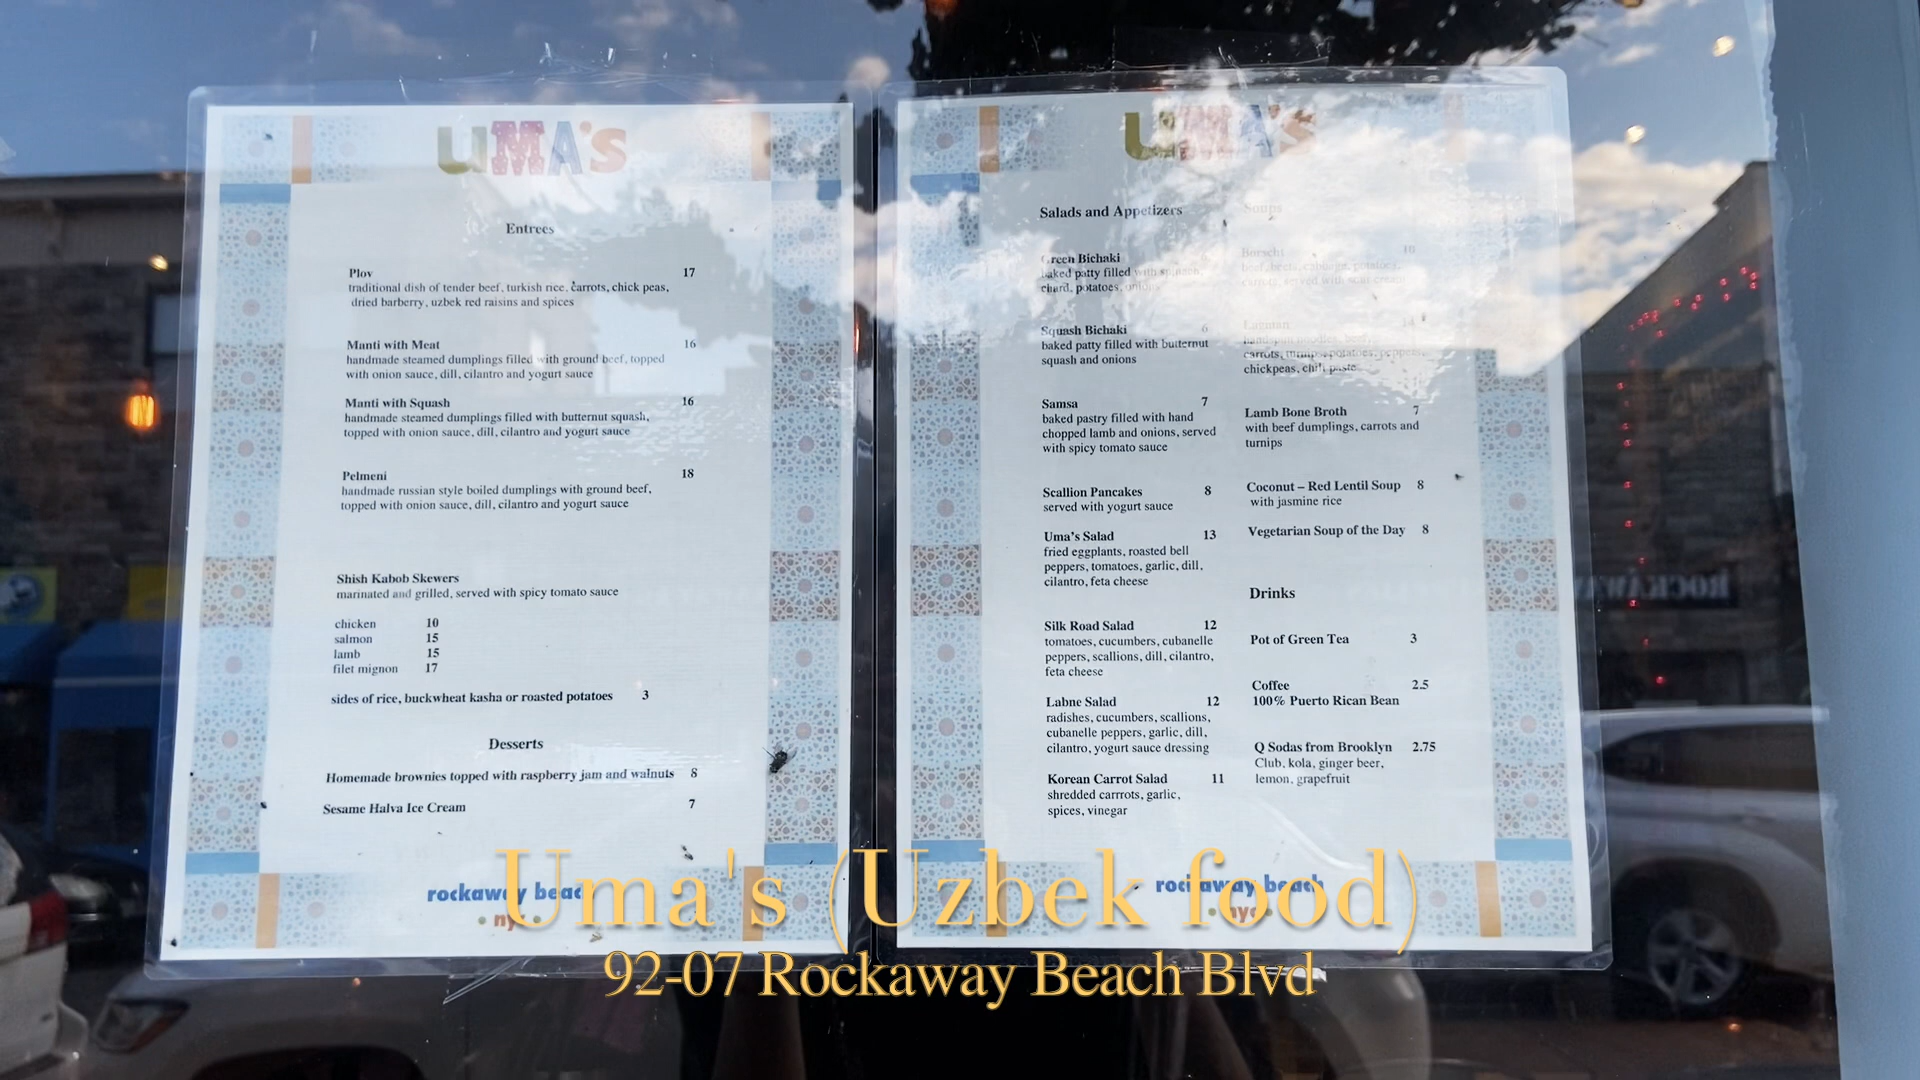 UMA'S
Entrees
Plov 17
traditional dish of tender beef, turkish rice, carrots, chick peas,
dried barberry, uzbek red raisins and spices
Manti with Meat 16
handmade steamed dumplings filled with ground beef, topped
with onion sauce, dill, cilantro and yogurt sauce
Manti with Squash 16
handmade steamed dumplings filled with butternut squash,
topped with onion sauce, dill, cilantro and yogurt sauce
Pelmeni 18
handmade russian style boiled dumplings with ground beef,
topped with onion sauce, dill, cilantro and yogurt sauce
Shish Kabob Skewers
marinated and grilled, served with spicy tomato sauce
chicken 10
salmon 15
lamb 15
filet mignon 17
sides of rice, buckwheat kasha or roasted potatoes 3
Desserts
Homemade brownies topped with raspberry jam and walnuts 8
Sesame Halva Ice Cream 7
rockaway beach
• nyc •
UMA'S
Salads and Appetizers
Green Bichaki
baked patty filled with spinach,
chard, potatoes, onions
Squash Bichaki 6
baked patty filled with butternut
squash and onions
Samsa 7
baked pastry filled with hand
chopped lamb and onions, served
with spicy tomato sauce
Scallion Pancakes 8
served with yogurt sauce
Uma's Salad 13
fried eggplants, roasted bell
peppers, tomatoes, garlic, dill,
cilantro, feta cheese
Silk Road Salad 12
tomatoes, cucumbers, cubanelle
peppers, scallions, dill, cilantro,
feta cheese
Labne Salad 12
radishes, cucumbers, scallions,
cubanelle peppers, garlic, dill,
cilantro, yogurt sauce dressing
Korean Carrot Salad 11
shredded carrrots, garlic,
spices, vinegar
Soups
Borscht 10
beef, beets, cabbage, potatoes,
carrots, served with sour cream
Lagman 14
hand spun noodles, beef,
carrots, turnips, potatoes, peppers,
chickpeas, chili paste
Lamb Bone Broth 7
with beef dumplings, carrots and
turnips
Coconut – Red Lentil Soup 8
with jasmine rice
Vegetarian Soup of the Day 8
Drinks
Pot of Green Tea 3
Coffee 2.5
100% Puerto Rican Bean
Q Sodas from Brooklyn 2.75
Club, kola, ginger beer,
lemon, grapefruit
rockaway beach
• nyc •
Uma's (Uzbek food)
92-07 Rockaway Beach Blvd